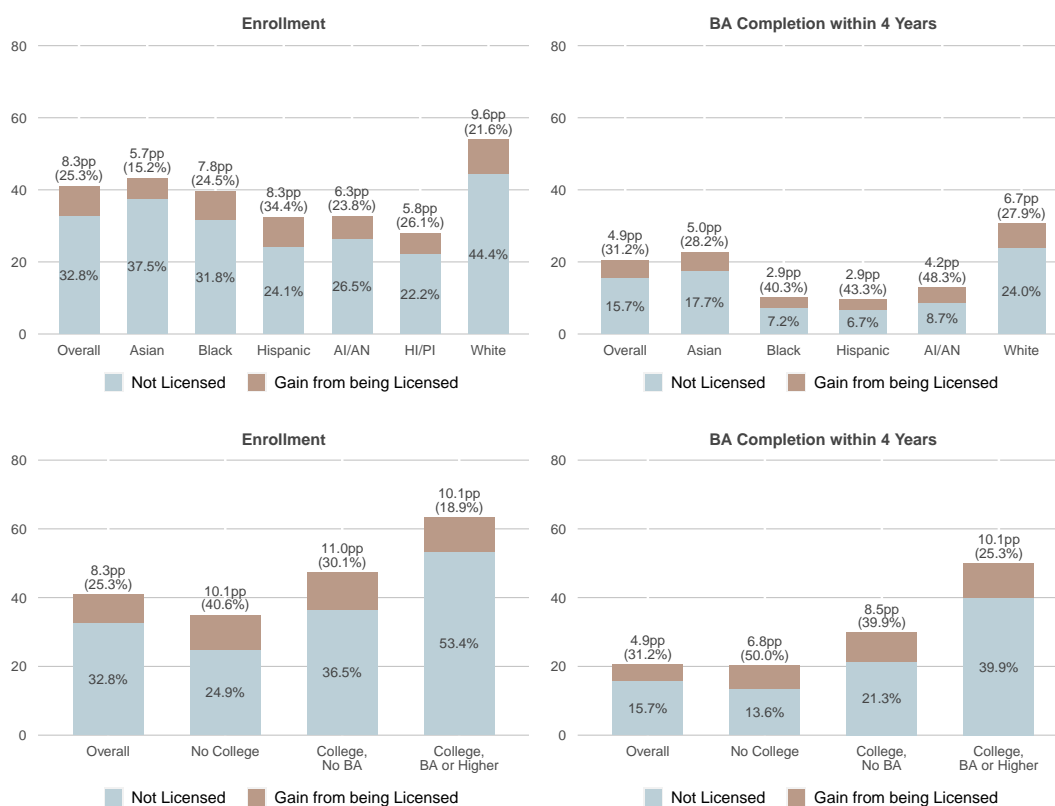 Enrollment
80
60
40
20
0
8.3pp
(25.3%)
5.7pp
(15.2%)
7.8pp
(24.5%)
8.3pp
(34.4%)
6.3pp
(23.8%)
5.8pp
(26.1%)
9.6pp
(21.6%)
32.8%
37.5%
31.8%
24.1%
26.5%
22.2%
44.4%
Overall
Asian
Black
Hispanic
AI/AN
HI/PI
White
Not Licensed
Gain from being Licensed
BA Completion within 4 Years
80
60
40
20
0
4.9pp
(31.2%)
5.0pp
(28.2%)
2.9pp
(40.3%)
2.9pp
(43.3%)
4.2pp
(48.3%)
6.7pp
(27.9%)
15.7%
17.7%
7.2%
6.7%
8.7%
24.0%
Overall
Asian
Black
Hispanic
AI/AN
White
Not Licensed
Gain from being Licensed
Enrollment
80
60
40
20
0
8.3pp
(25.3%)
10.1pp
(40.6%)
11.0pp
(30.1%)
10.1pp
(18.9%)
32.8%
24.9%
36.5%
53.4%
Overall
No College
College,
No BA
College,
BA or Higher
Not Licensed
Gain from being Licensed
BA Completion within 4 Years
80
60
40
20
0
4.9pp
(31.2%)
6.8pp
(50.0%)
8.5pp
(39.9%)
10.1pp
(25.3%)
15.7%
13.6%
21.3%
39.9%
Overall
No College
College,
No BA
College,
BA or Higher
Not Licensed
Gain from being Licensed